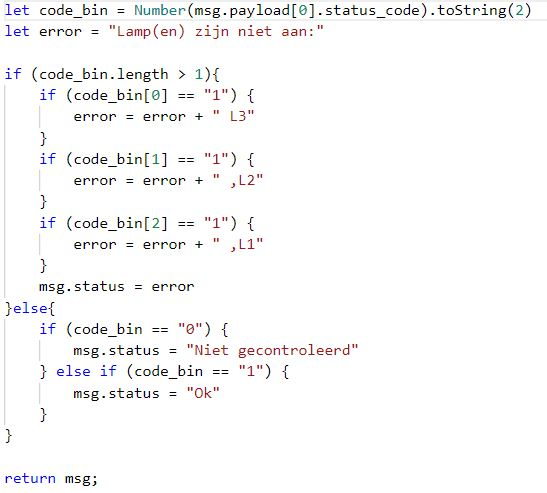 let code_bin = Number(msg.payload[0].status_code).toString(2)
let error = "Lamp(en) zijn niet aan:"

if (code_bin.length > 1){
    if (code_bin[0] == "1") {
        error = error + " L3"
    }
    if (code_bin[1] == "1") {
        error = error + " ,L2"
    }
    if (code_bin[2] == "1") {
        error = error + " ,L1"
    }
    msg.status = error
}else{
    if (code_bin == "0") {
        msg.status = "Niet gecontroleerd"
    } else if (code_bin == "1") {
        msg.status = "Ok"
    }
}

return msg;